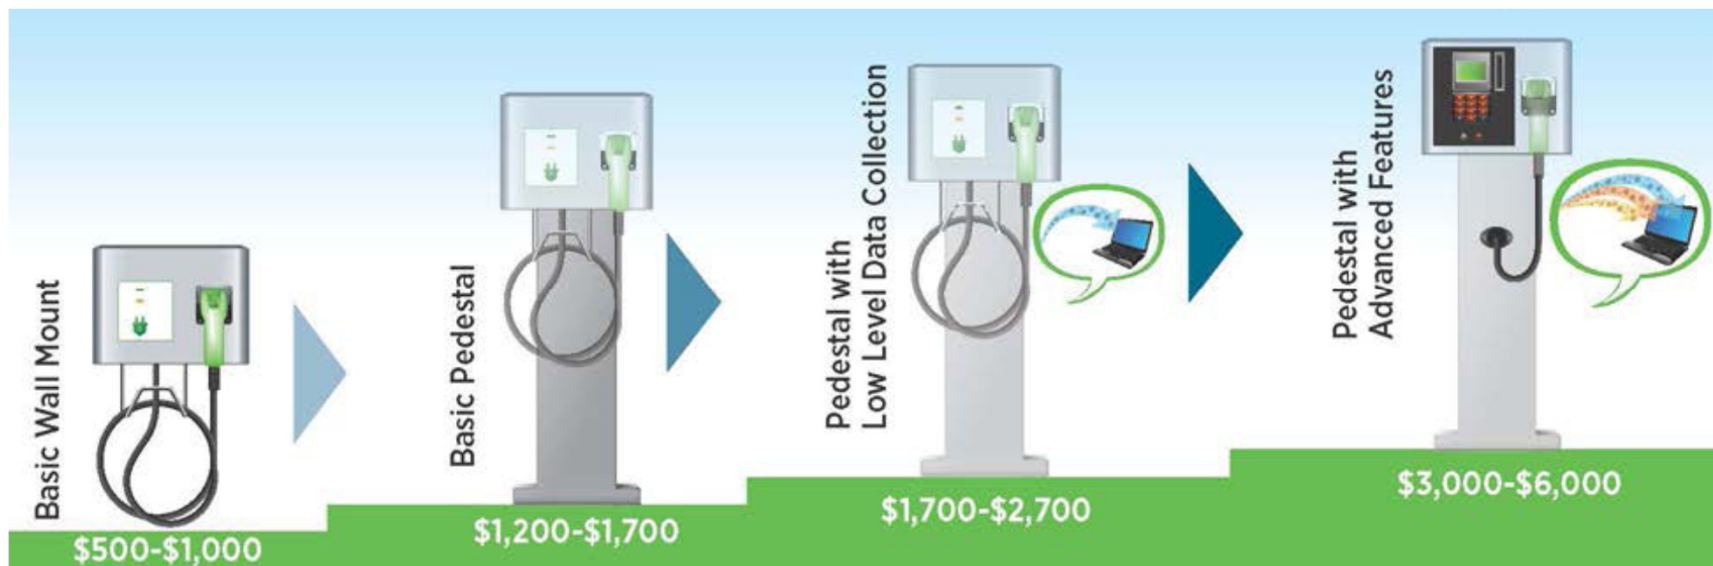 Basic Wall Mount
$500-$1,000
Basic Pedestal
$1,200-$1,700
Pedestal with
Low Level Data Collection
$1,700-$2,700
Pedestal with
Advanced Features
$3,000-$6,000